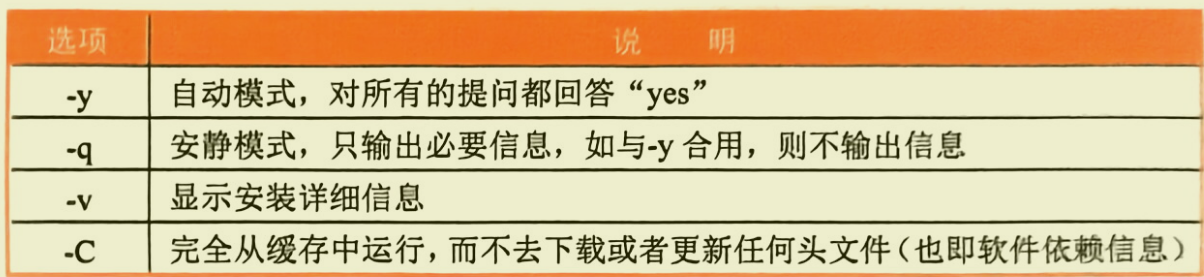 选项 说 明
-y 自动模式，对所有的提问都回答“yes”
-q 安静模式，只输出必要信息，如与-y 合用，则不输出信息
-v 显示安装详细信息
-C 完全从缓存中运行，而不去下载或者更新任何头文件（也即软件依赖信息）